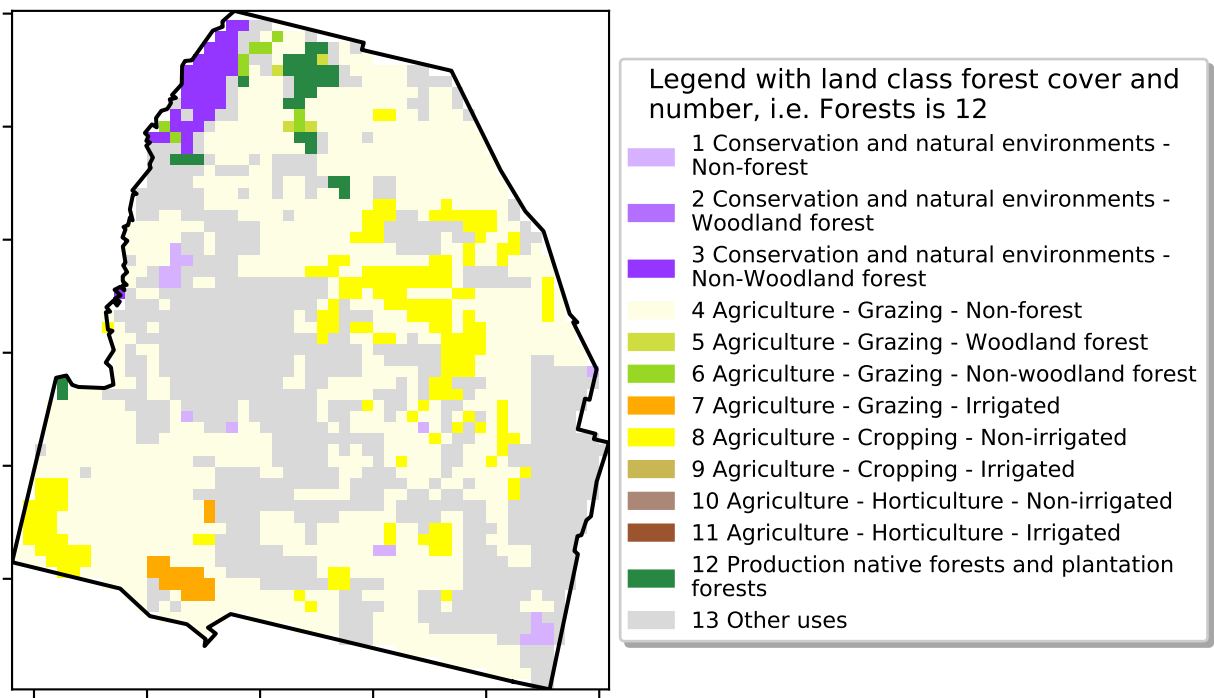 Legend with land class forest cover and
number, i.e. Forests is 12
1 Conservation and natural environments -
Non-forest
2 Conservation and natural environments -
Woodland forest
3 Conservation and natural environments -
Non-Woodland forest
4 Agriculture - Grazing - Non-forest
5 Agriculture - Grazing - Woodland forest
6 Agriculture - Grazing - Non-woodland forest
7 Agriculture - Grazing - Irrigated
8 Agriculture - Cropping - Non-irrigated
9 Agriculture - Cropping - Irrigated
10 Agriculture - Horticulture - Non-irrigated
11 Agriculture - Horticulture - Irrigated
12 Production native forests and plantation
forests
13 Other uses